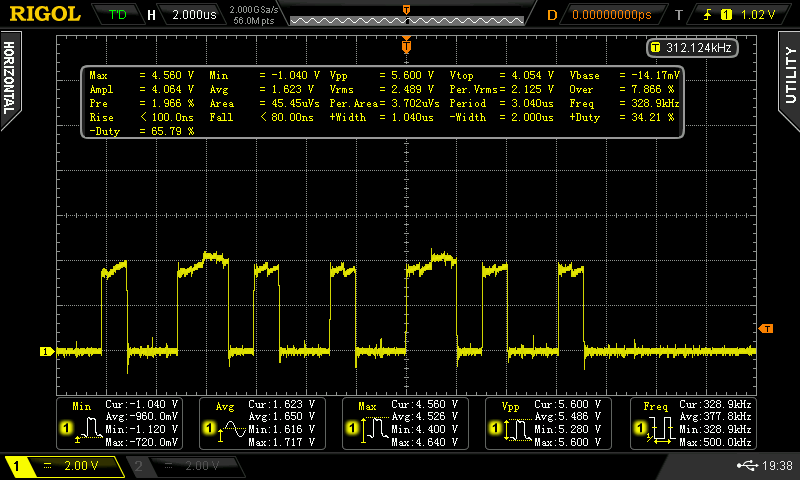 RIGOL T'D H 2.000us 2.000GSa/s 56.0M pts D 0.00000000ps T 1 1.02 V
T
HORIZONTAL
UTILITY
T 312.124kHz
Max = 4.560 V Min = -1.040 V Vpp = 5.600 V Vtop = 4.054 V Vbase = -14.17mV
Ampl = 4.064 V Avg = 1.623 V Vrms = 2.489 V Per.Vrms= 2.125 V Over = 7.866 %
Pre = 1.966 % Area = 45.45uVs Per.Area= 3.702uVs Period = 3.040us Freq = 328.9kHz
Rise < 100.0ns Fall < 80.00ns +Width = 1.040us -Width = 2.000us +Duty = 34.21 %
-Duty = 65.79 %
T
1
Min Cur:-1.040 V
Avg:-960.0mV
1 Min:-1.120 V
Max:-720.0mV
Avg Cur:1.623 V
Avg:1.650 V
1 Min:1.616 V
Max:1.717 V
Max Cur:4.560 V
Avg:4.526 V
1 Min:4.400 V
Max:4.640 V
Vpp Cur:5.600 V
Avg:5.486 V
1 Min:5.280 V
Max:5.600 V
Freq Cur:328.9kHz
Avg:377.8kHz
1 Min:328.9kHz
Max:500.0kHz
1 2.00 V 2 2.00 V 19:38